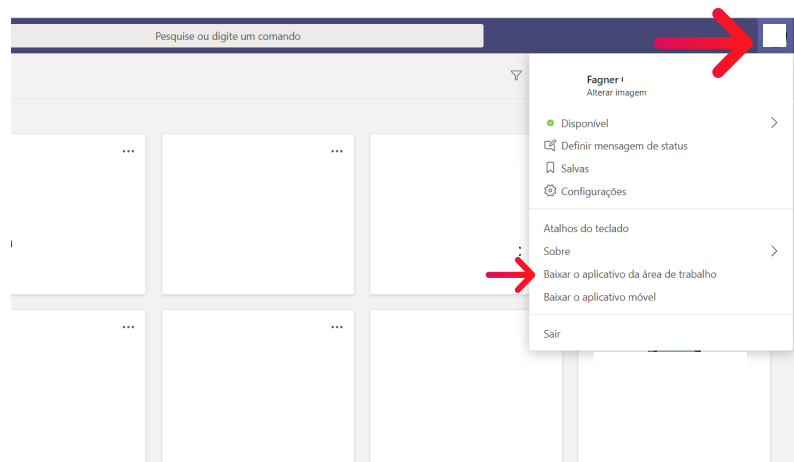 Pesquise ou digite um comando
Fagner
Alterar imagem
Disponível
Definir mensagem de status
Salvas
Configurações
Atalhos do teclado
Sobre
Baixar o aplicativo da área de trabalho
Baixar o aplicativo móvel
Sair